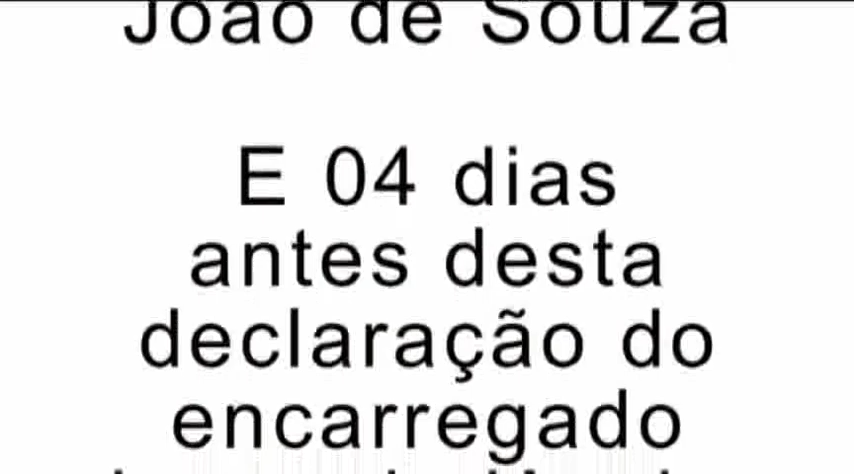 João de Souza
E 04 dias
antes desta
declaração do
encarregado